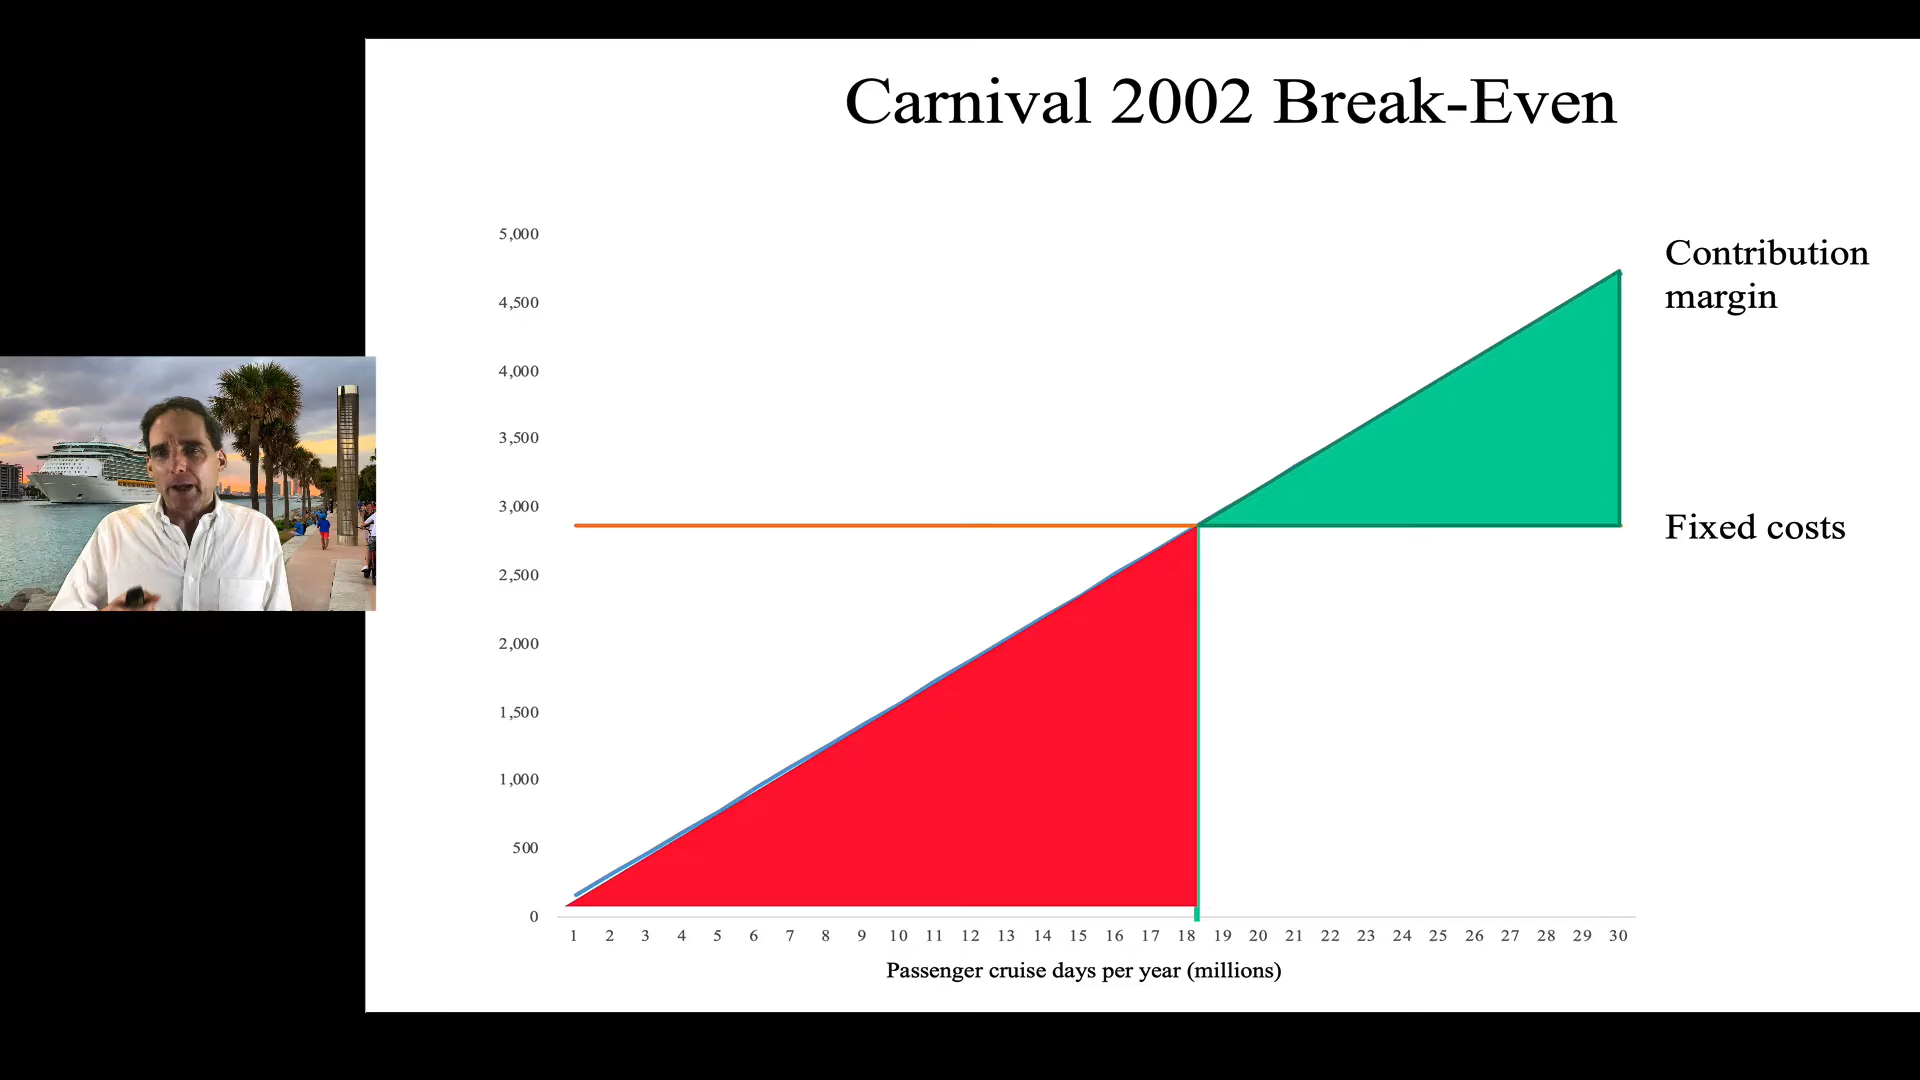 Carnival 2002 Break-Even
5,000
4,500
4,000
3,500
3,000
2,500
2,000
1,500
1,000
500
0
Contribution
margin
Fixed costs
1 2 3 4 5 6 7 8 9 10 11 12 13 14 15 16 17 18 19 20 21 22 23 24 25 26 27 28 29 30
Passenger cruise days per year (millions)